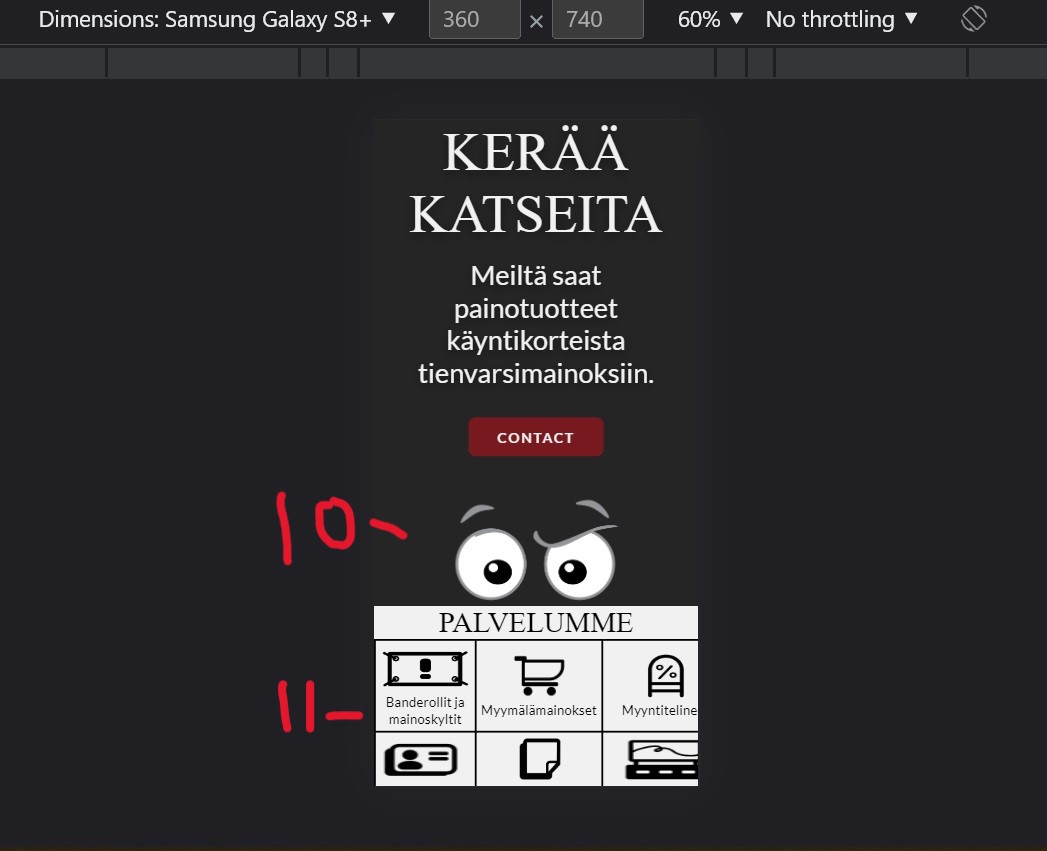 Dimensions: Samsung Galaxy S8+ ▼ 360 × 740 60% ▼ No throttling ▼
KERÄÄ
KATSEITA
Meiltä saat
painotuotteet
käyntikorteista
tienvarsimainoksiin.
CONTACT
10-
PALVELUMME
%
Banderollit ja
mainoskyltit
Myymälämainokset
Myyntiteline
11-